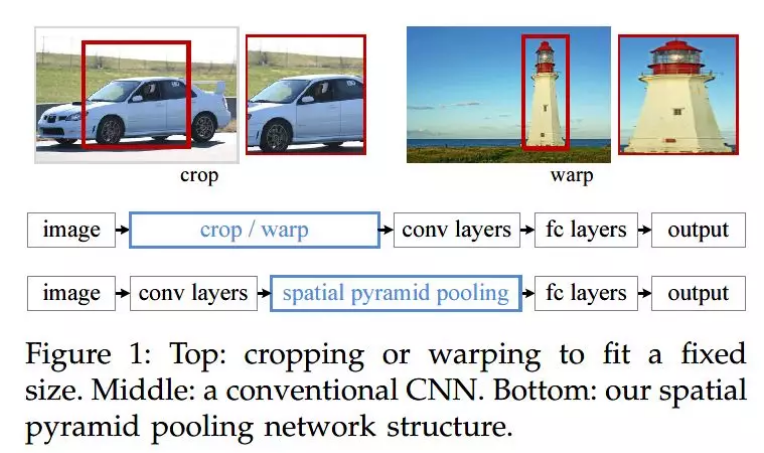 crop
warp
image
crop / warp
conv layers
fc layers
output
image
conv layers
spatial pyramid pooling
fc layers
output
Figure 1: Top: cropping or warping to fit a fixed
size. Middle: a conventional CNN. Bottom: our spatial
pyramid pooling network structure.